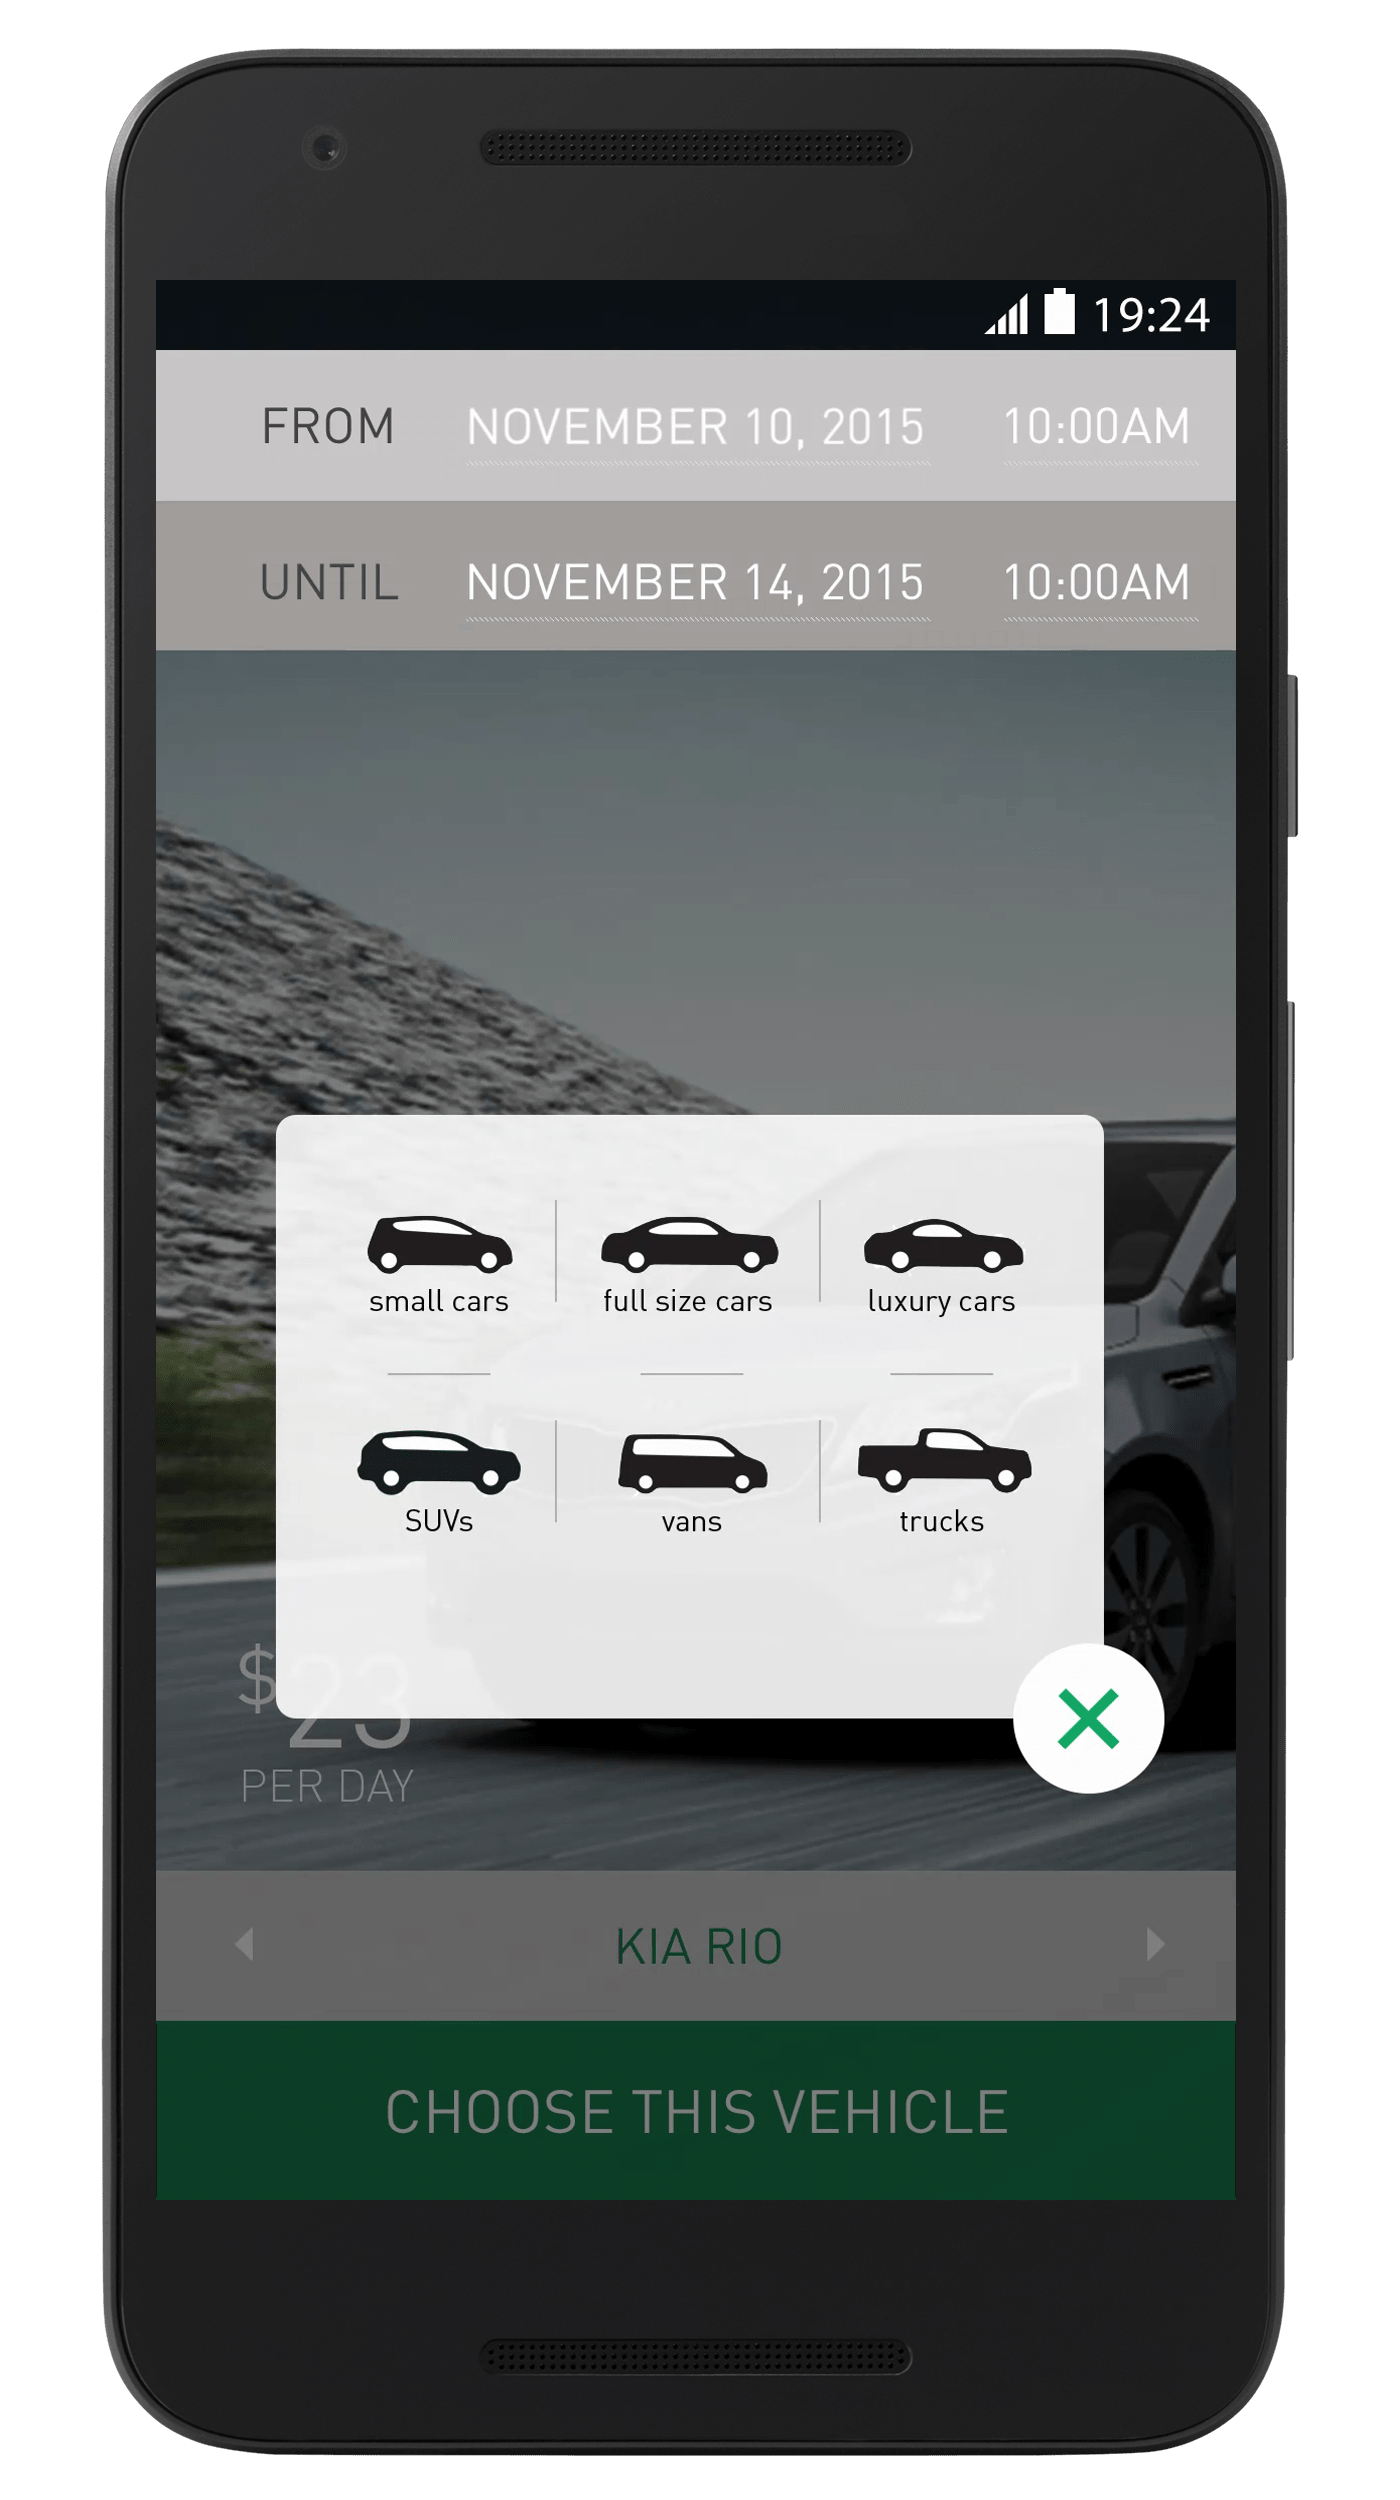 19:24
FROM NOVEMBER 10, 2015 10:00AM
UNTIL NOVEMBER 14, 2015 10:00AM
small cars full size cars luxury cars
SUVs vans trucks
$23
PER DAY
KIA RIO
CHOOSE THIS VEHICLE